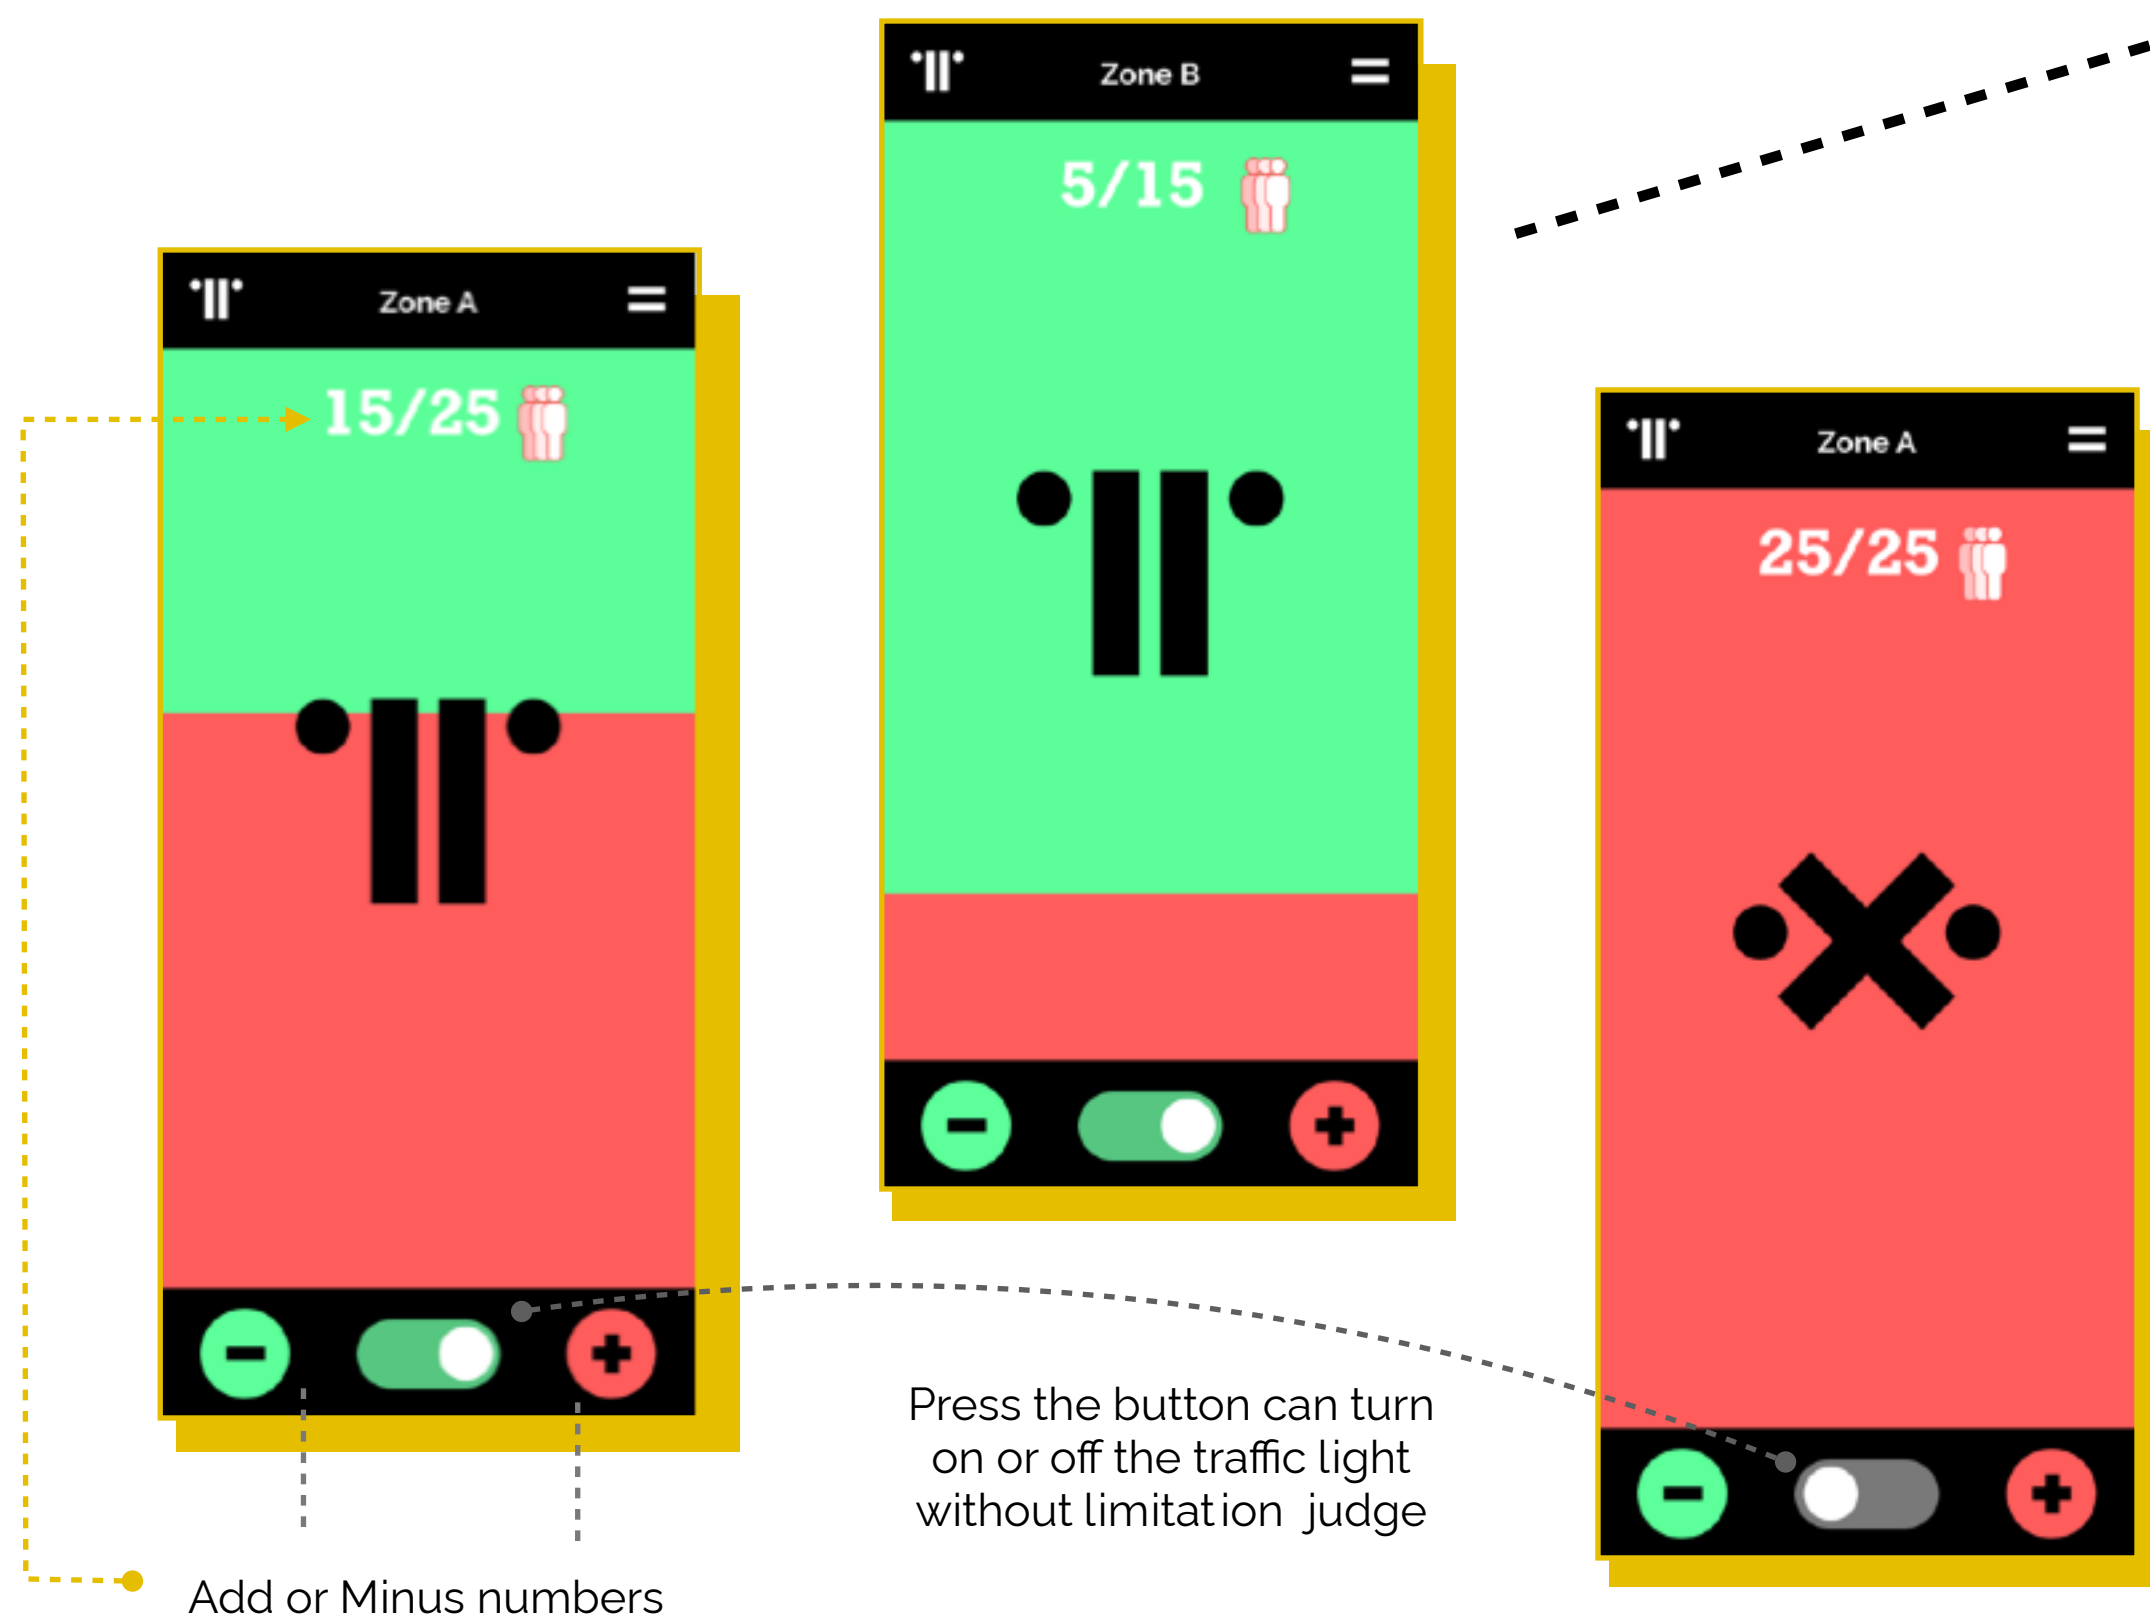 Zone B
5/15
Zone A
15/25
Zone A
25/25
Press the button can turn
on or off the traffic light
without limitation judge
Add or Minus numbers